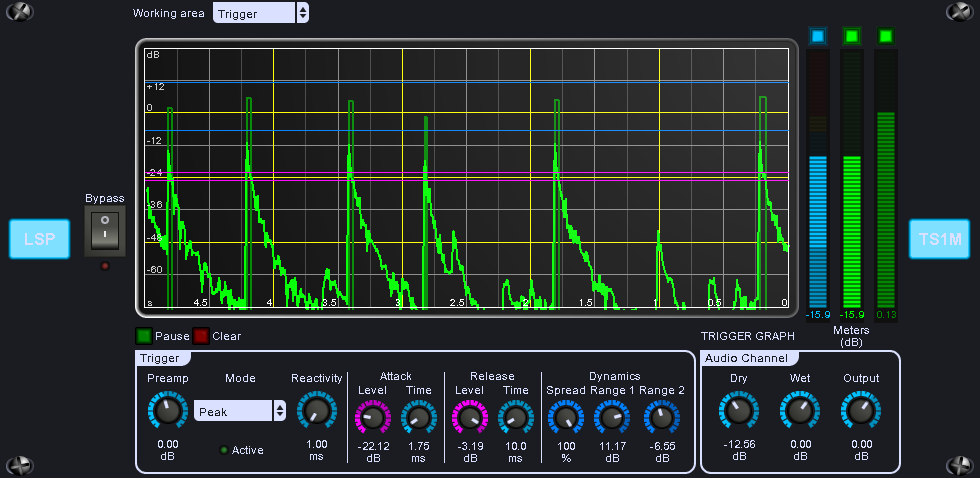 Working area Trigger
dB
+12
0
-12
-24
-36
-48
-60
s 4.5 4 3.5 3 2.5 2 1.5 1 0.5 0
Bypass
O
I
LSP
TS1M
-15.9 -15.9 0.13
Meters
(dB)
Pause Clear
TRIGGER GRAPH
Trigger
Preamp Mode Reactivity
Peak
Active
0.00
dB
1.00
ms
Attack
Level Time
-22.12 1.75
dB ms
Release
Level Time
-3.19 10.0
dB ms
Dynamics
Spread Range 1 Range 2
100 11.17 -6.55
% dB dB
Audio Channel
Dry Wet Output
-12.56 0.00 0.00
dB dB dB